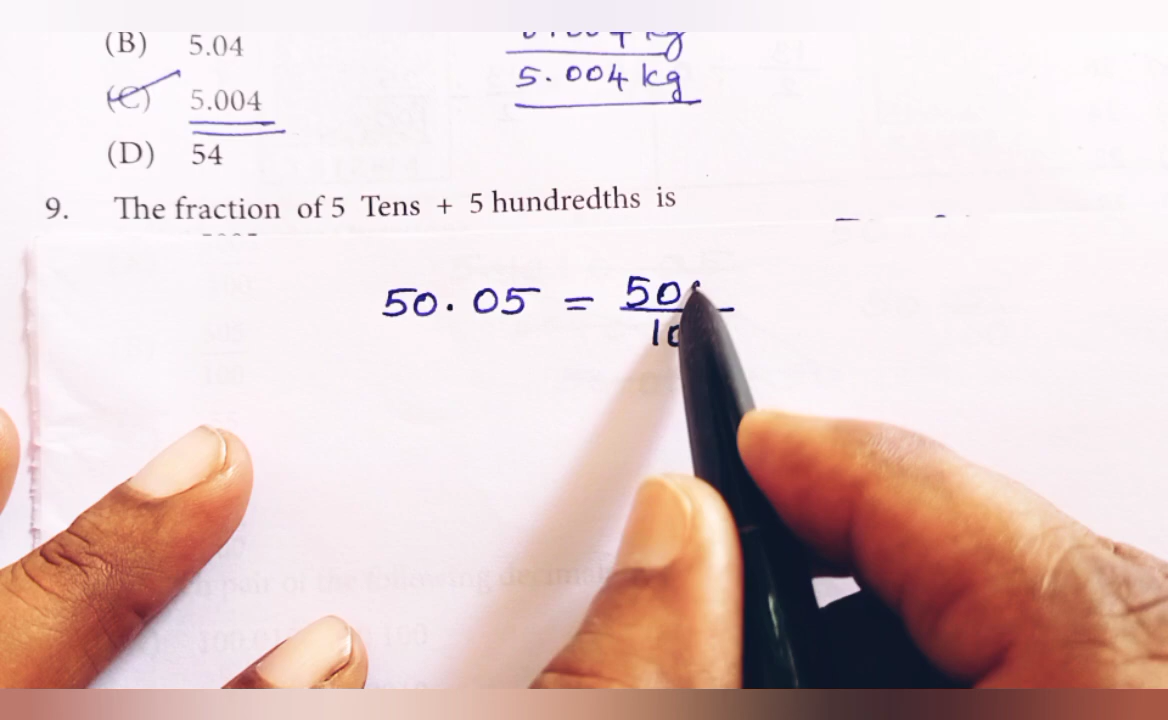 (B) 5.04
(C) 5.004
5.004 kg
(D) 54
9. The fraction of 5 Tens + 5 hundredths is
50.05 = 50